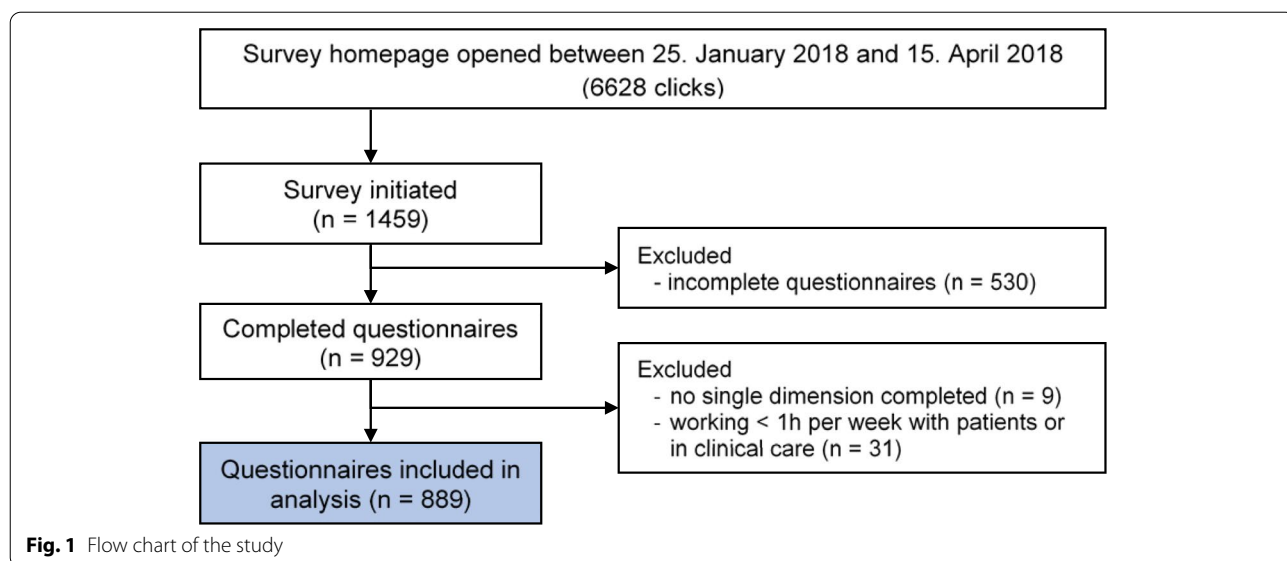 Survey homepage opened between 25. January 2018 and 15. April 2018
(6628 clicks)
Survey initiated
(n = 1459)
Excluded
- incomplete questionnaires (n = 530)
Completed questionnaires
(n = 929)
Excluded
- no single dimension completed (n = 9)
- working < 1h per week with patients or
in clinical care (n = 31)
Questionnaires included in
analysis (n = 889)
Fig. 1 Flow chart of the study